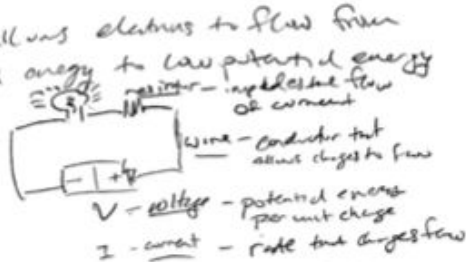 allows electrons to flow from
energy to low potential energy
resistor - impedes the flow
of current
wire - conductor that
allows charges to flow
- +
V - voltage - potential energy
per unit charge
I - current - rate that charges flow